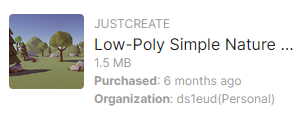 JUSTCREATE
Low-Poly Simple Nature ...
1.5 MB
Purchased: 6 months ago
Organization: ds1eud(Personal)